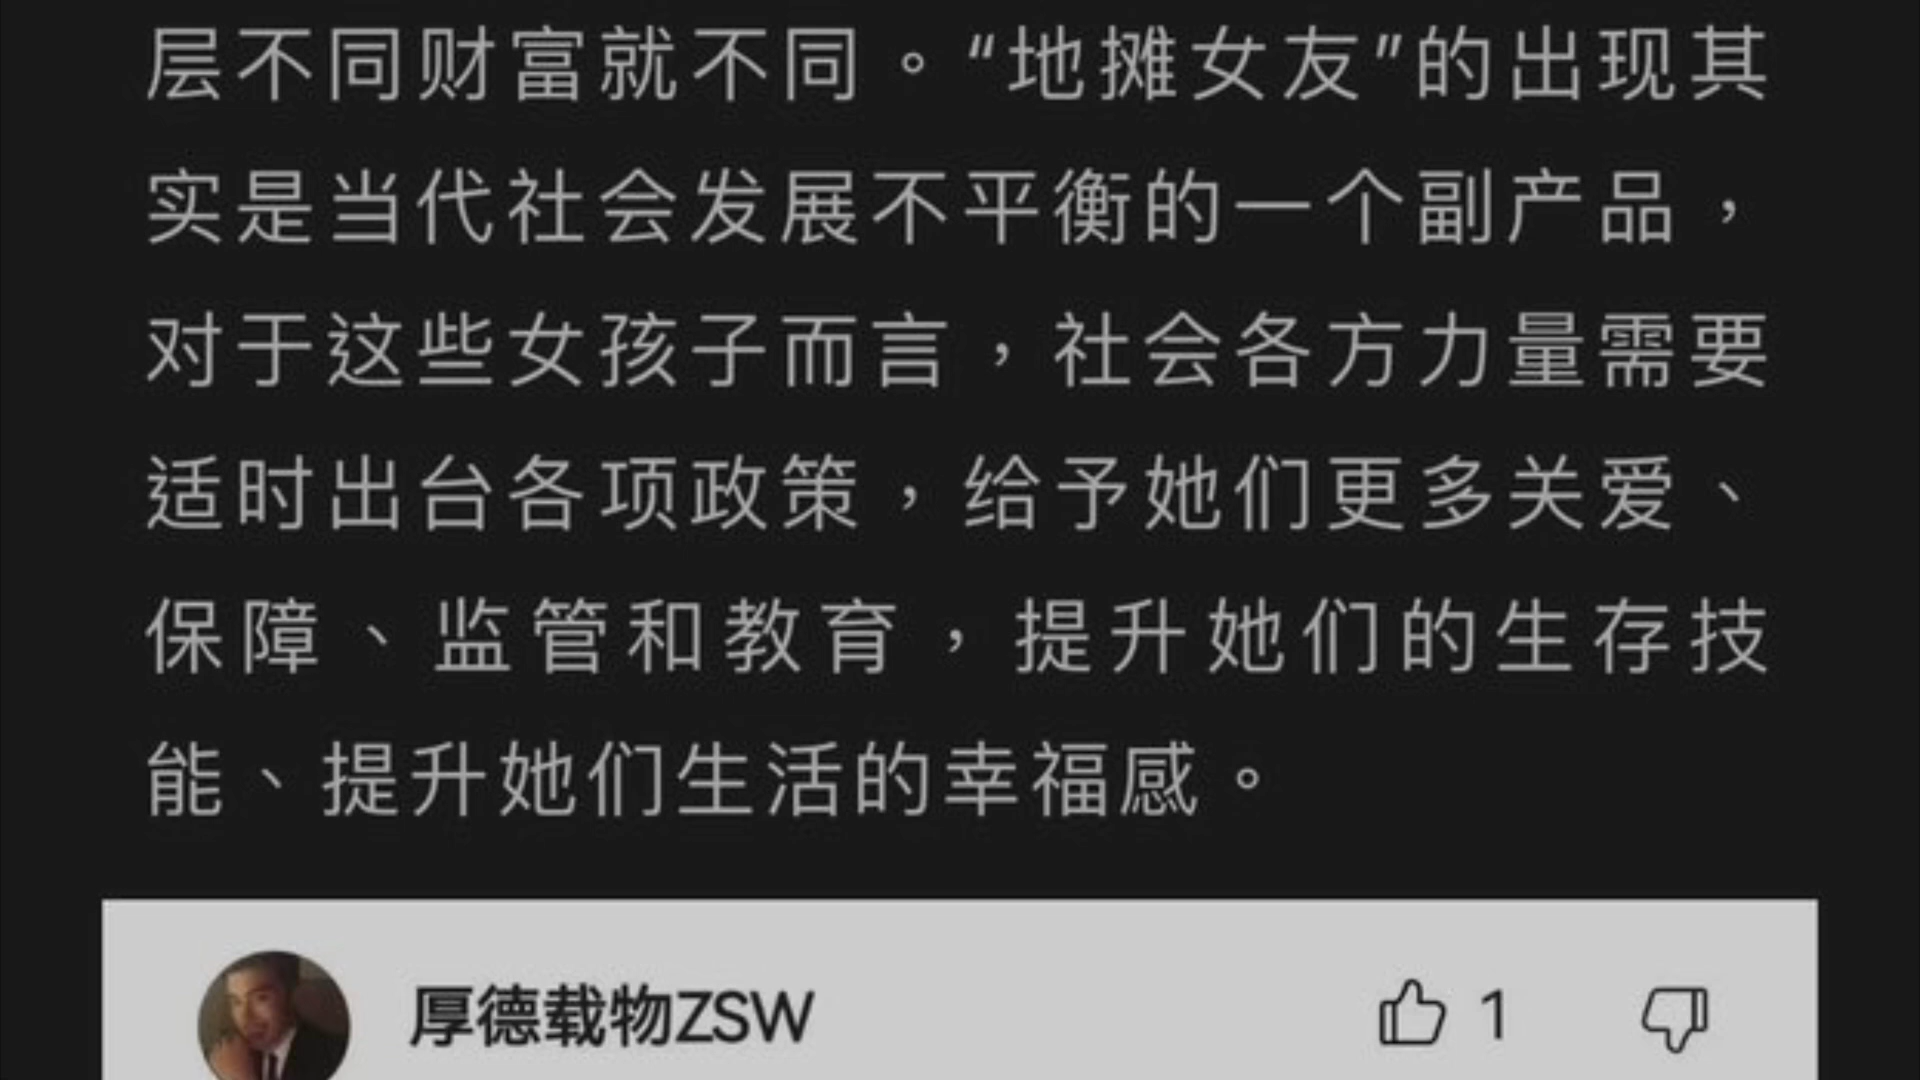 层不同财富就不同。“地摊女友”的出现其
实是当代社会发展不平衡的一个副产品，
对于这些女孩子而言，社会各方力量需要
适时出台各项政策，给予她们更多关爱、
保障、监管和教育，提升她们的生存技
能、提升她们生活的幸福感。
厚德载物ZSW
1